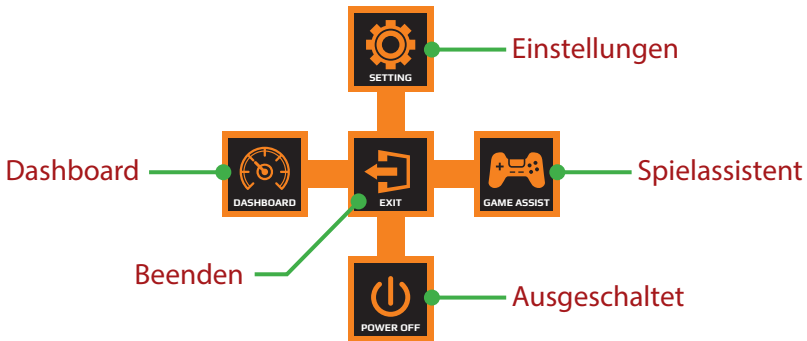 SETTING
Einstellungen
Dashboard
DASHBOARD
EXIT
GAME ASSIST
Spielassistent
Beenden
POWER OFF
Ausgeschaltet